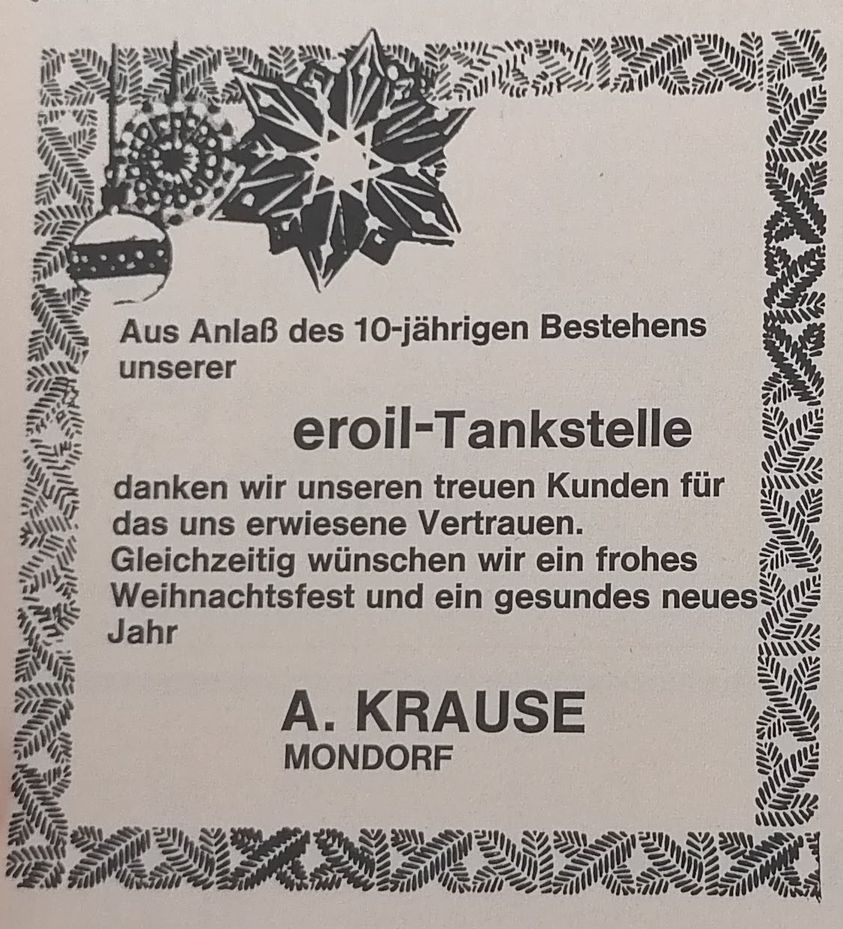 Aus Anlaß des 10-jährigen Bestehens
unserer
eroil-Tankstelle
danken wir unseren treuen Kunden für
das uns erwiesene Vertrauen.
Gleichzeitig wünschen wir ein frohes
Weihnachtsfest und ein gesundes neues
Jahr
A. KRAUSE
MONDORF